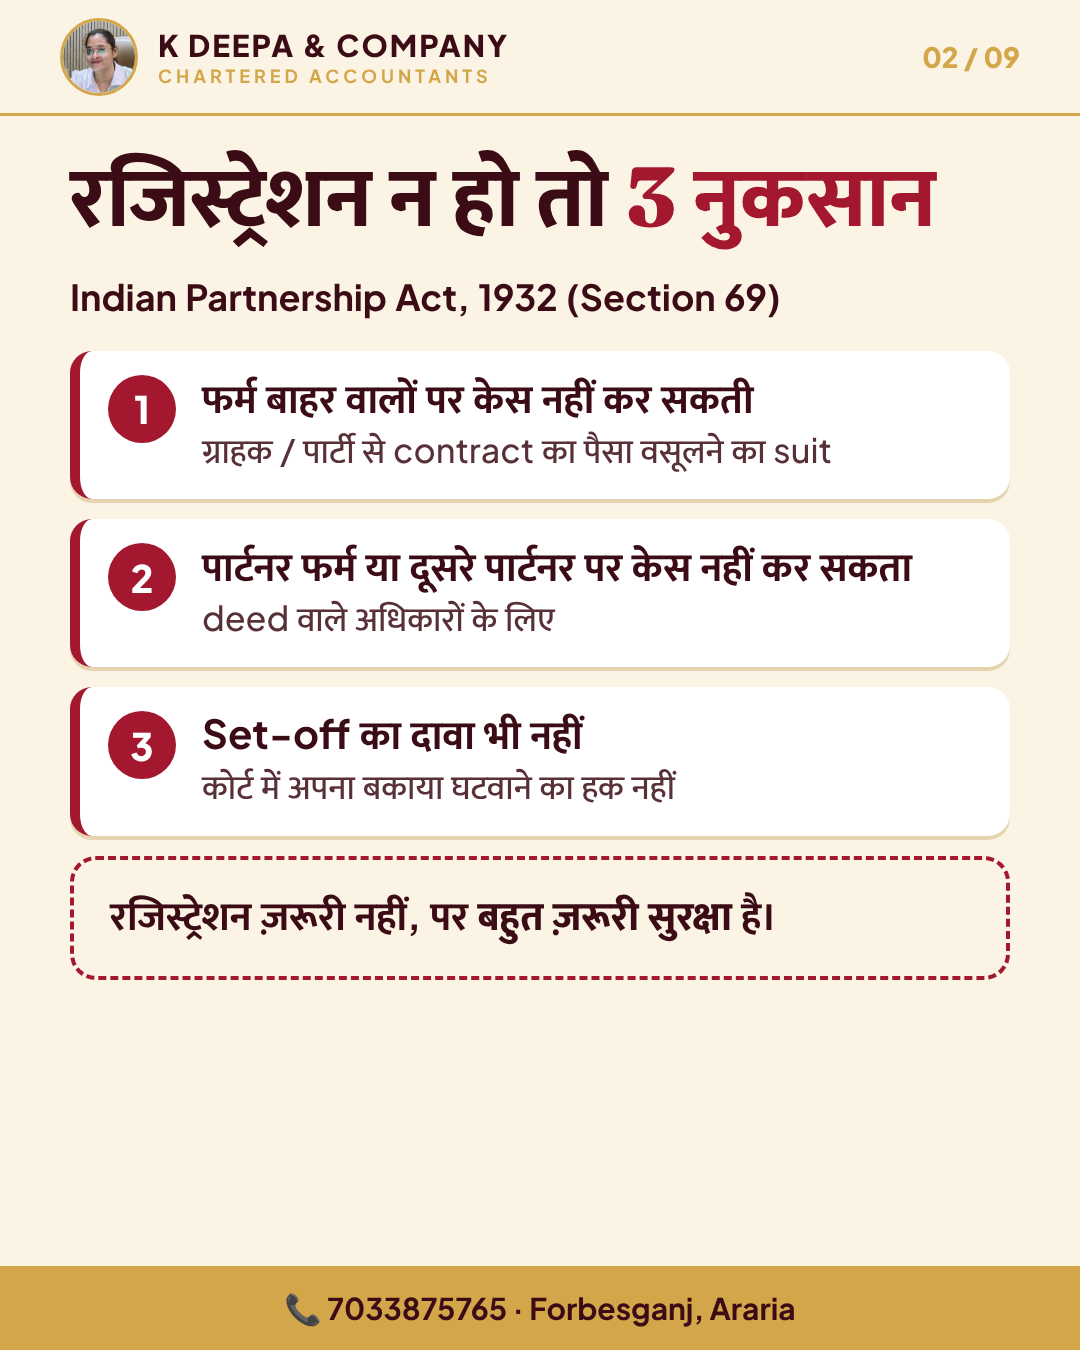 K DEEPA & COMPANY
CHARTERED ACCOUNTANTS
02 / 09
रजिस्ट्रेशन न हो तो 3 नुकसान
Indian Partnership Act, 1932 (Section 69)
1
फर्म बाहर वालों पर केस नहीं कर सकती
ग्राहक / पार्टी से contract का पैसा वसूलने का suit
2
पार्टनर फर्म या दूसरे पार्टनर पर केस नहीं कर सकता
deed वाले अधिकारों के लिए
3
Set-off का दावा भी नहीं
कोर्ट में अपना बकाया घटवाने का हक नहीं
रजिस्ट्रेशन ज़रूरी नहीं, पर बहुत ज़रूरी सुरक्षा है।
📞 7033875765 · Forbesganj, Araria